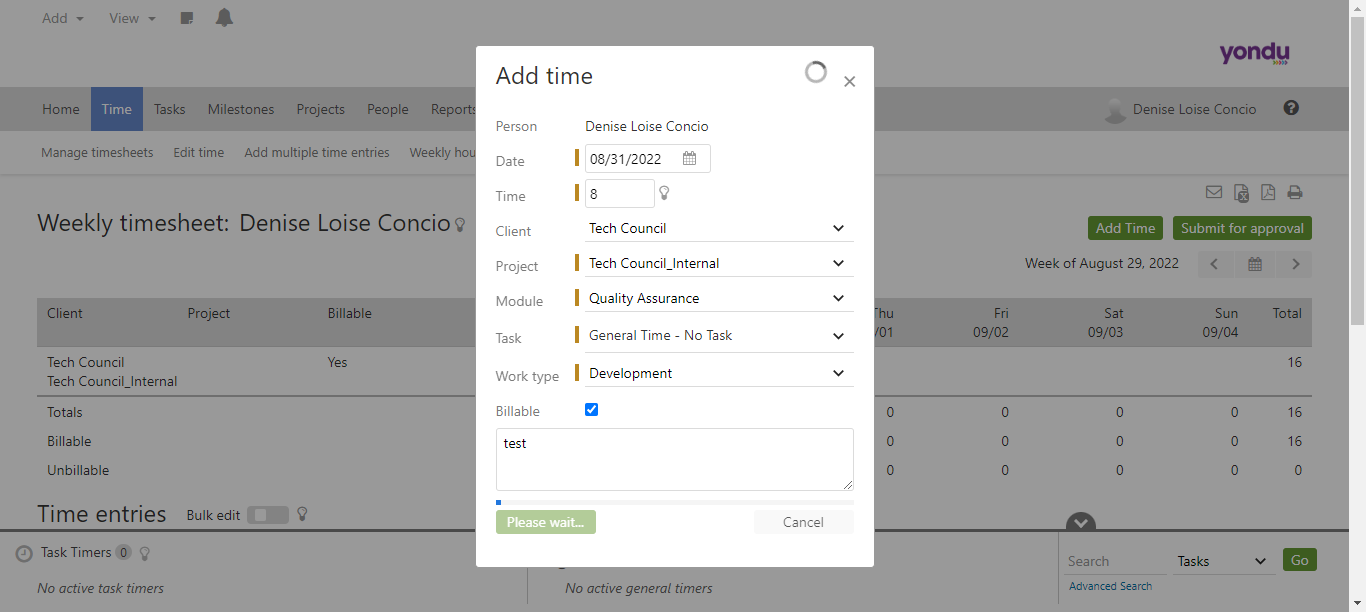 Add View
yondu
Home Time Tasks Milestones Projects People Reports Denise Loise Concio ?
Manage timesheets Edit time Add multiple time entries Weekly hou
Weekly timesheet: Denise Loise Concio
Add Time Submit for approval
Week of August 29, 2022
Client Project Billable Thu Fri Sat Sun Total
/01 09/02 09/03 09/04
Tech Council Yes 16
Tech Council_Internal
Totals 0 0 0 0 16
Billable 0 0 0 0 16
Unbillable 0 0 0 0 0
Time entries Bulk edit
Add time
Person Denise Loise Concio
Date 08/31/2022
Time 8
Client Tech Council
Project Tech Council_Internal
Module Quality Assurance
Task General Time - No Task
Work type Development
Billable
test
Please wait... Cancel
Task Timers 0
No active task timers
No active general timers
Search Tasks Go
Advanced Search